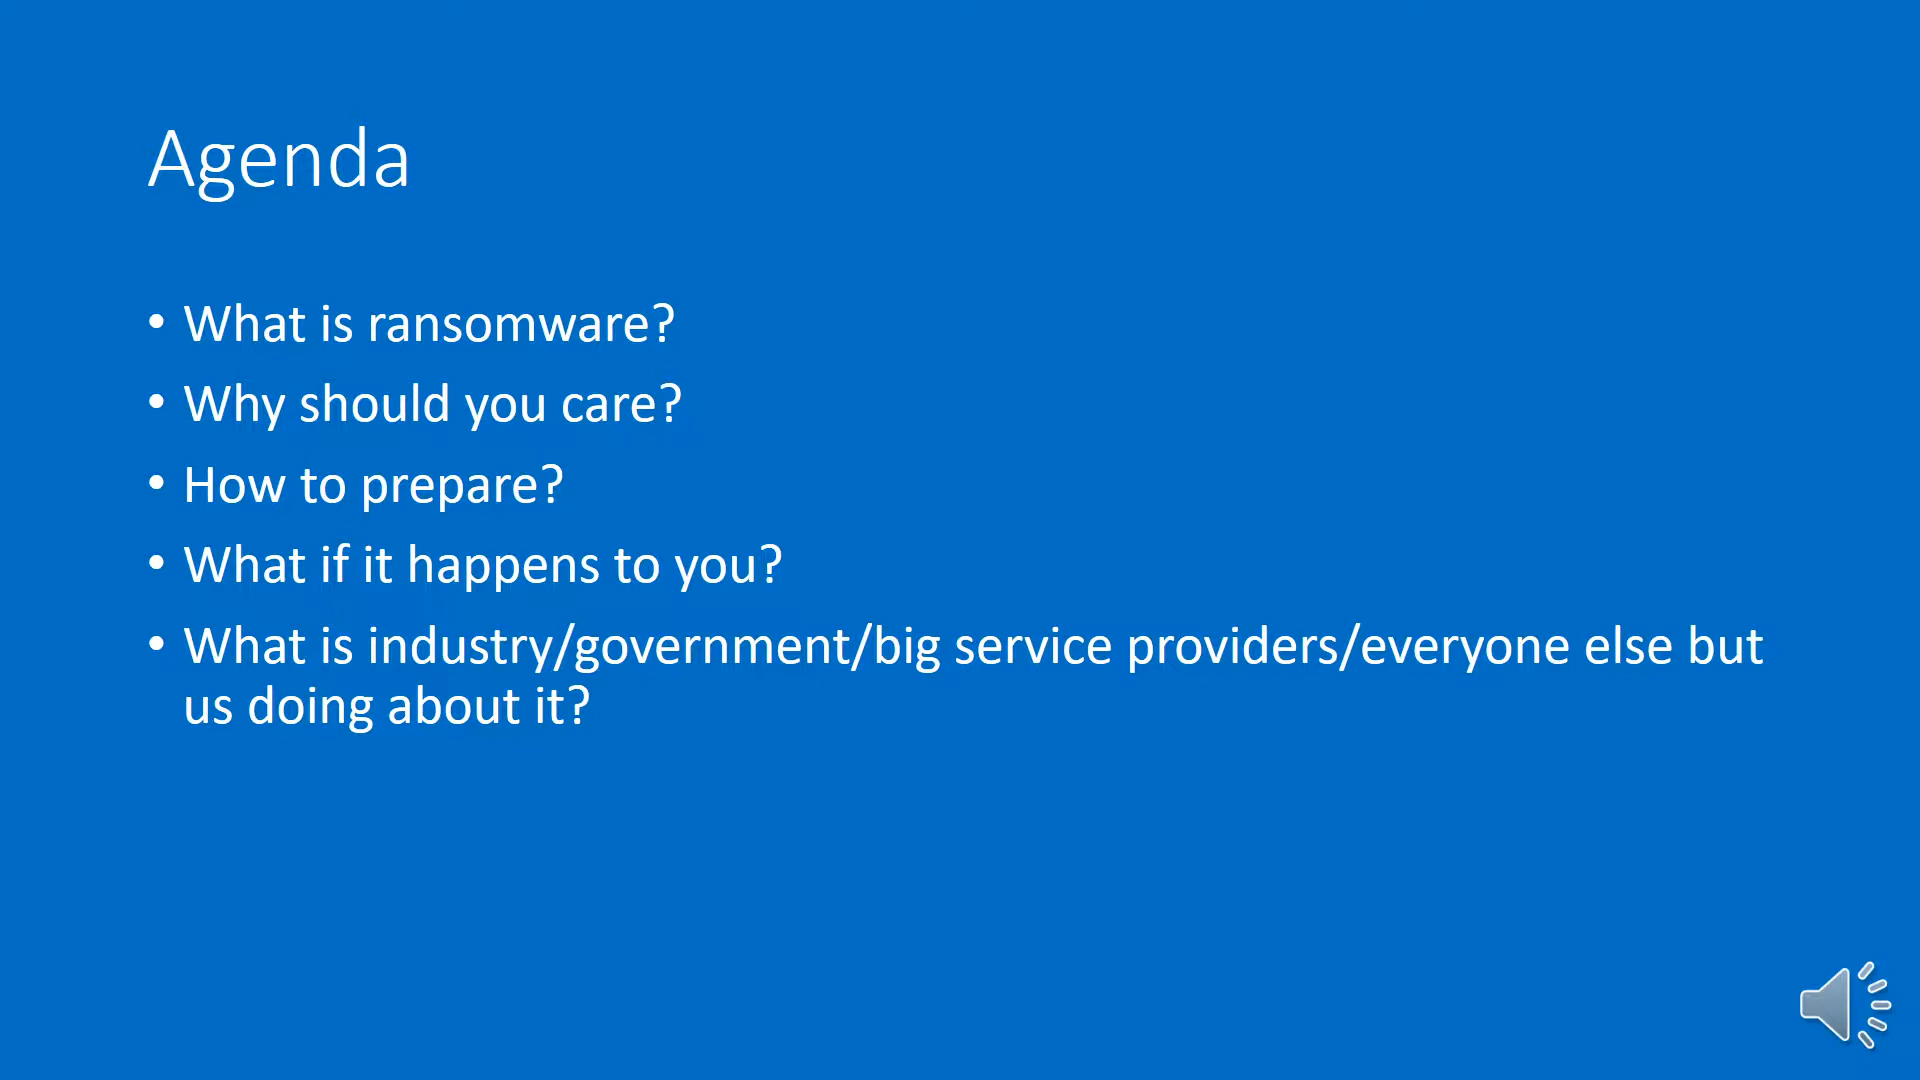 Agenda
• What is ransomware?
• Why should you care?
• How to prepare?
• What if it happens to you?
• What is industry/government/big service providers/everyone else but
us doing about it?